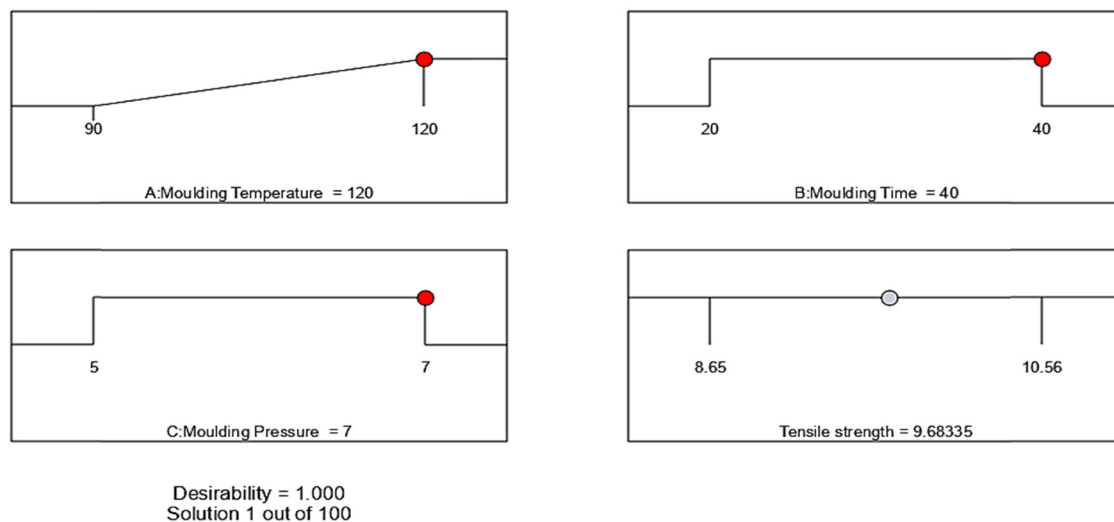 90
120
A:Moulding Temperature = 120
20
40
B:Moulding Time = 40
5
7
C:Moulding Pressure = 7
8.65
10.56
Tensile strength = 9.68335
Desirability = 1.000
Solution 1 out of 100